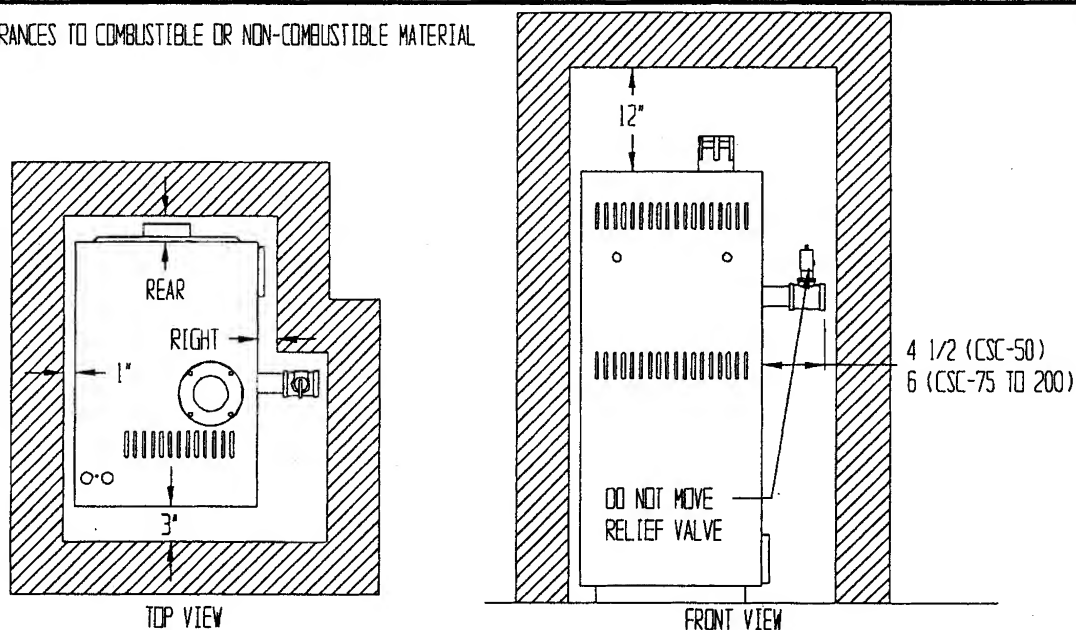 TO COMBUSTIBLE OR NON-COMBUSTIBLE MATERIAL
12"
REAR
RIGHT
1"
3"
TOP VIEW
4 1/2 (CSC-50)
6 (CSC-75 TO 200)
DO NOT MOVE
RELIEF VALVE
FRONT VIEW